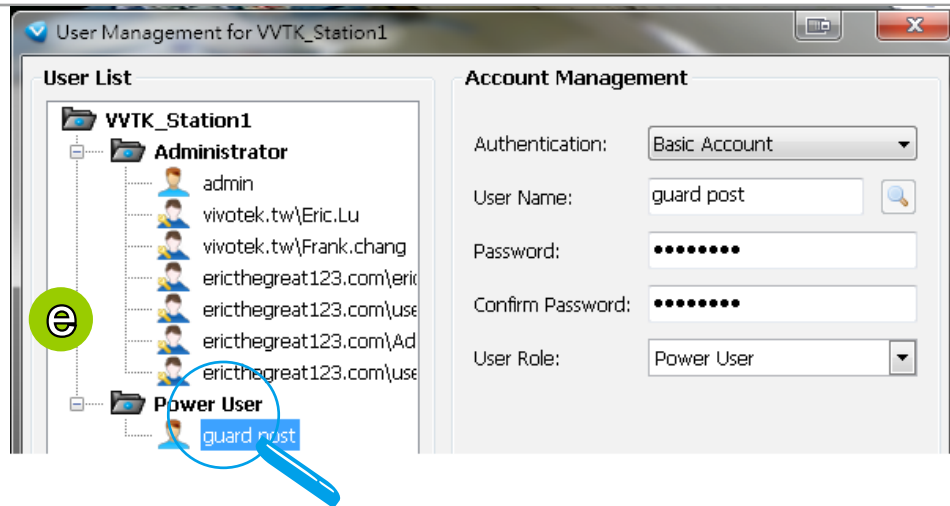 User Management for VVTK_Station1
User List
VVTK_Station1
Administrator
admin
vivotek.tw\Eric.Lu
vivotek.tw\Frank.chang
ericthegreat123.com\eric
ericthegreat123.com\use
ericthegreat123.com\Ad
ericthegreat123.com\use
Power User
guard post
e
Account Management
Authentication: Basic Account
User Name: guard post
Password: ••••••••
Confirm Password: ••••••••
User Role: Power User